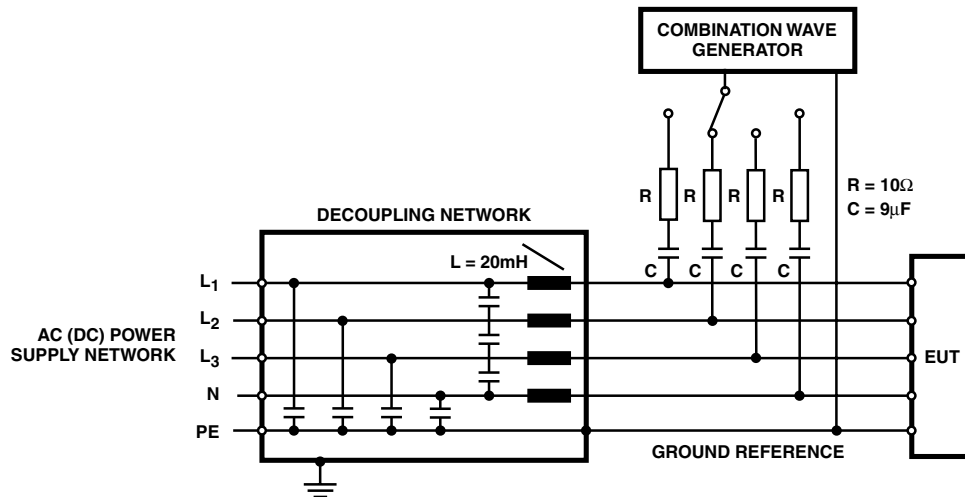 COMBINATION WAVE
GENERATOR
R
R
R
R
R = 10Ω
C = 9μF
DECOUPLING NETWORK
L = 20mH
C
C
C
C
L1
L2
AC (DC) POWER
SUPPLY NETWORK
L3
EUT
N
PE
GROUND REFERENCE